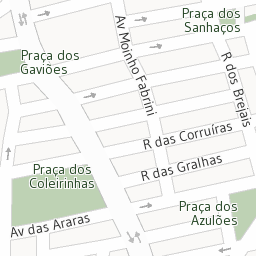 Praça dos
Sanhaços
Av Moinho Fabrini
Praça dos
Gaviões
R dos Brejais
R das Corruíras
R das Gralhas
Praça dos
Coleirinhas
Praça dos
Azulões
Av das Araras